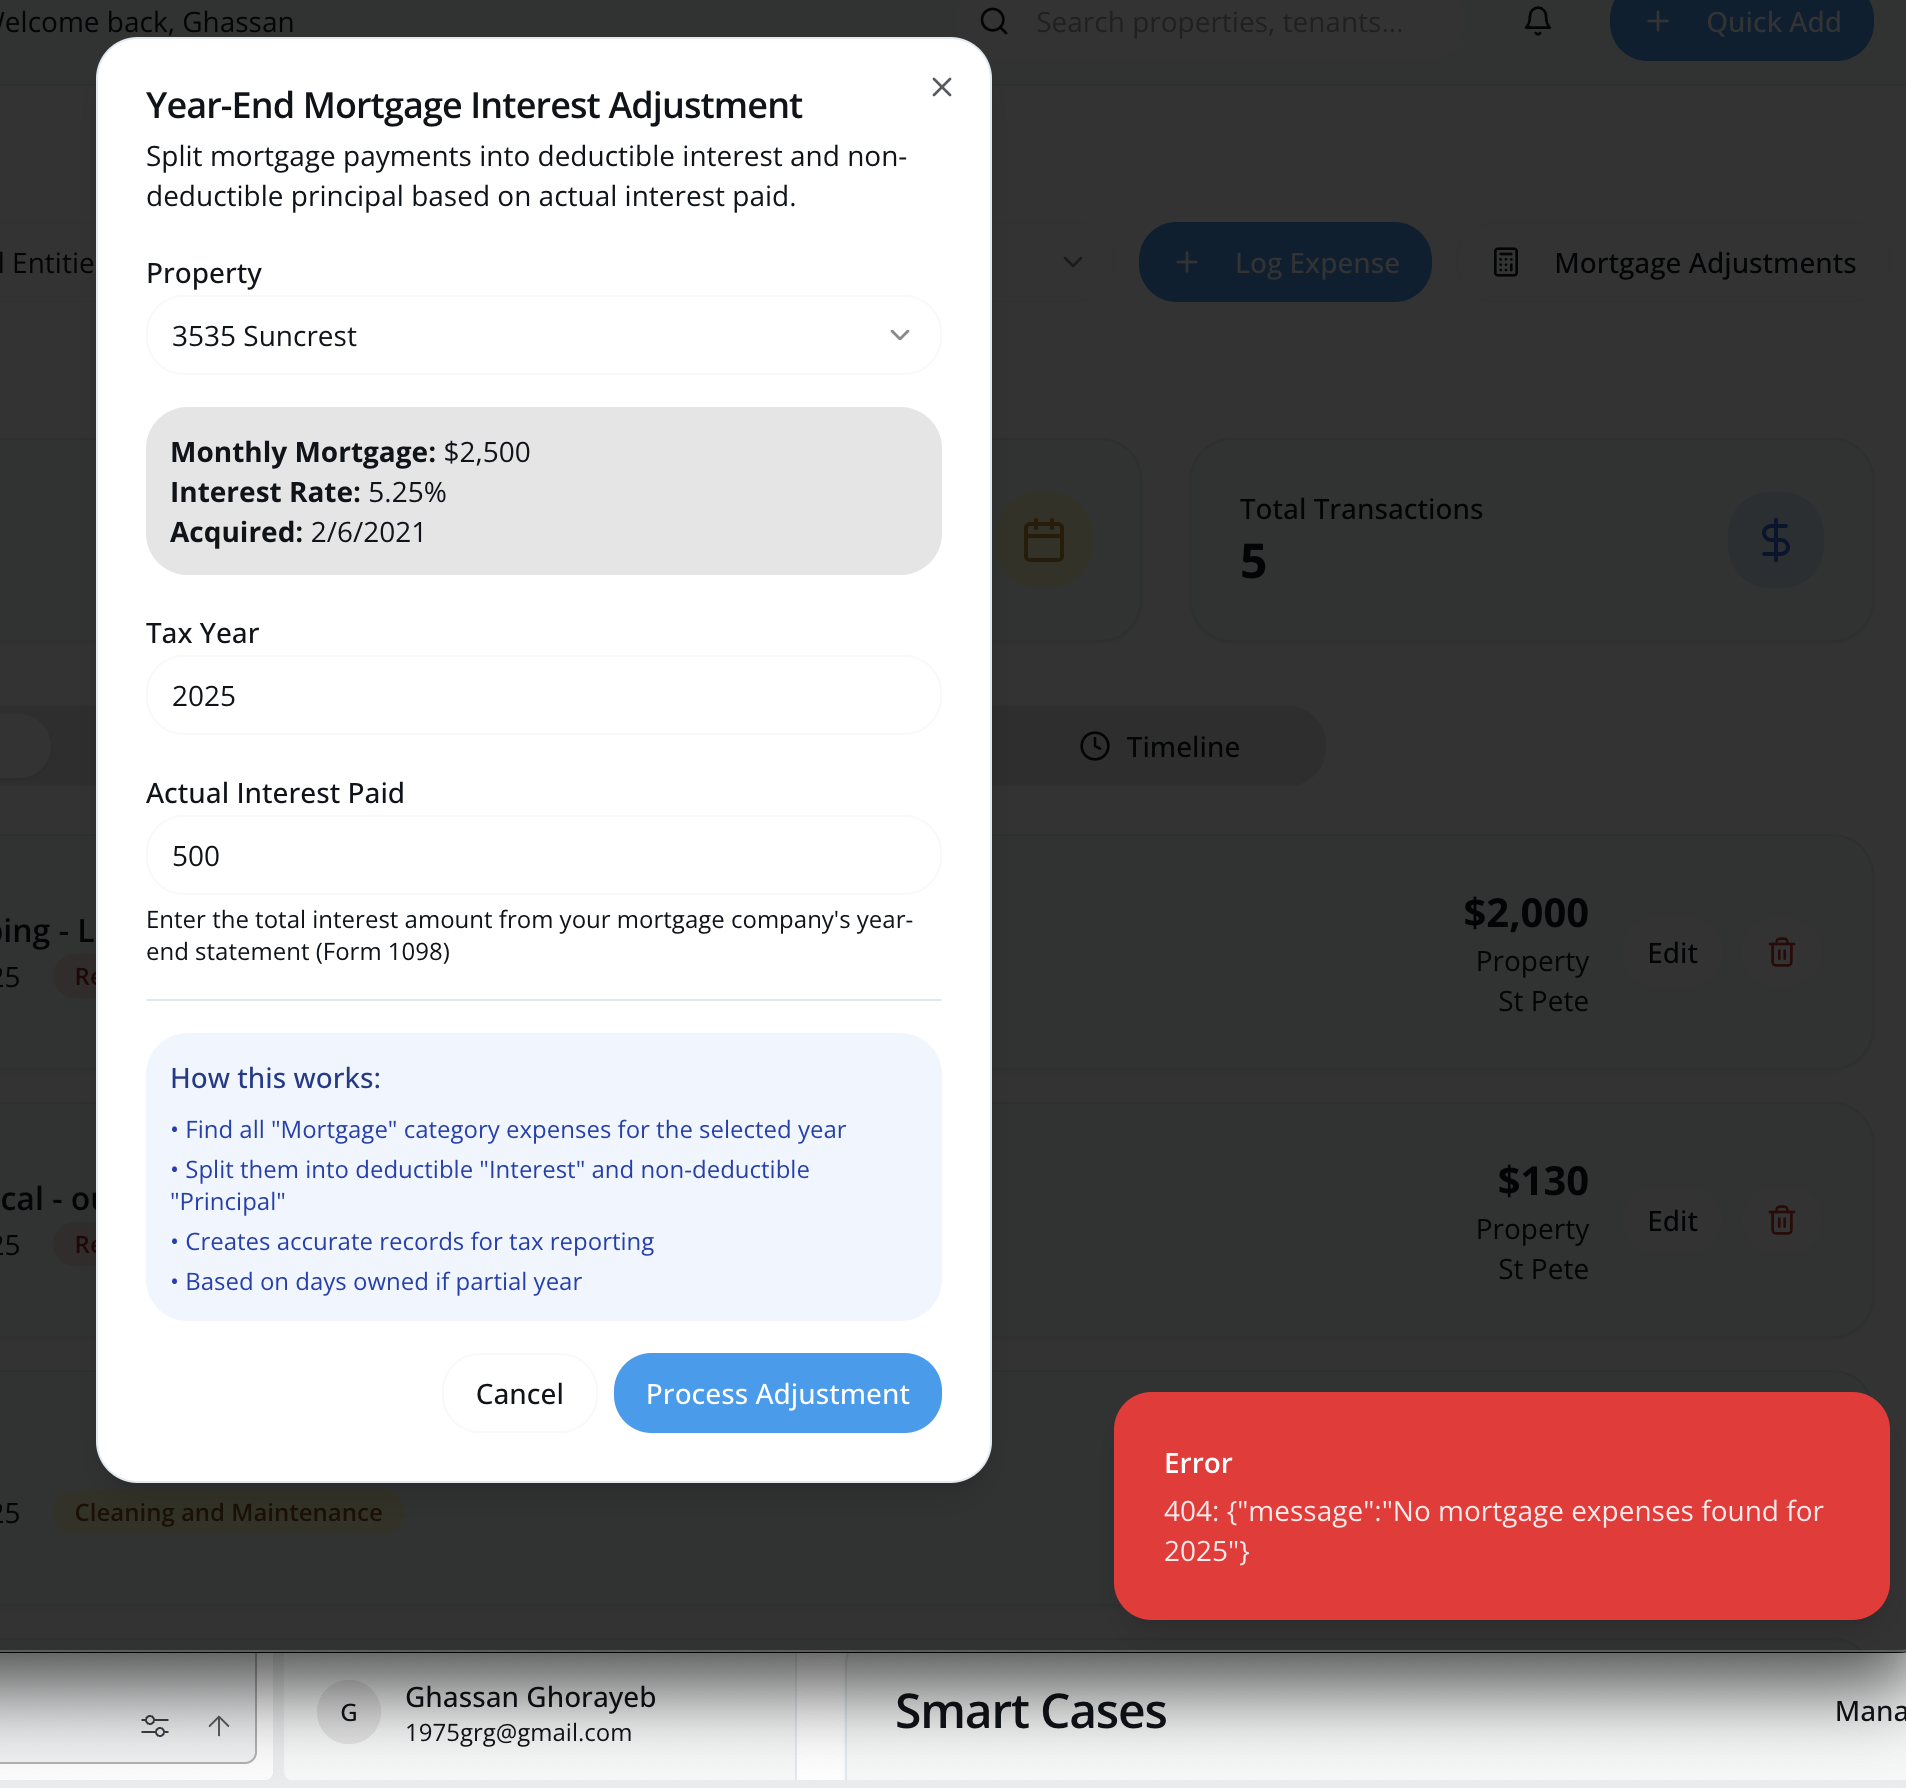 Welcome back, Ghassan
Search properties, tenants...
Quick Add
Year-End Mortgage Interest Adjustment
Split mortgage payments into deductible interest and non-
deductible principal based on actual interest paid.
Entitie
Log Expense
Mortgage Adjustments
Property
3535 Suncrest
Monthly Mortgage: $2,500
Interest Rate: 5.25%
Acquired: 2/6/2021
Total Transactions
5
Tax Year
2025
Timeline
Actual Interest Paid
500
Enter the total interest amount from your mortgage company's year-
end statement (Form 1098)
ing - L
25 Re
$2,000
Property
St Pete
Edit
How this works:
• Find all "Mortgage" category expenses for the selected year
• Split them into deductible "Interest" and non-deductible
"Principal"
• Creates accurate records for tax reporting
• Based on days owned if partial year
cal - ou
25 Re
$130
Property
St Pete
Edit
Cancel
Process Adjustment
25 Cleaning and Maintenance
Error
404: {"message":"No mortgage expenses found for
2025"}
G
Ghassan Ghorayeb
1975grg@gmail.com
Smart Cases
Mana